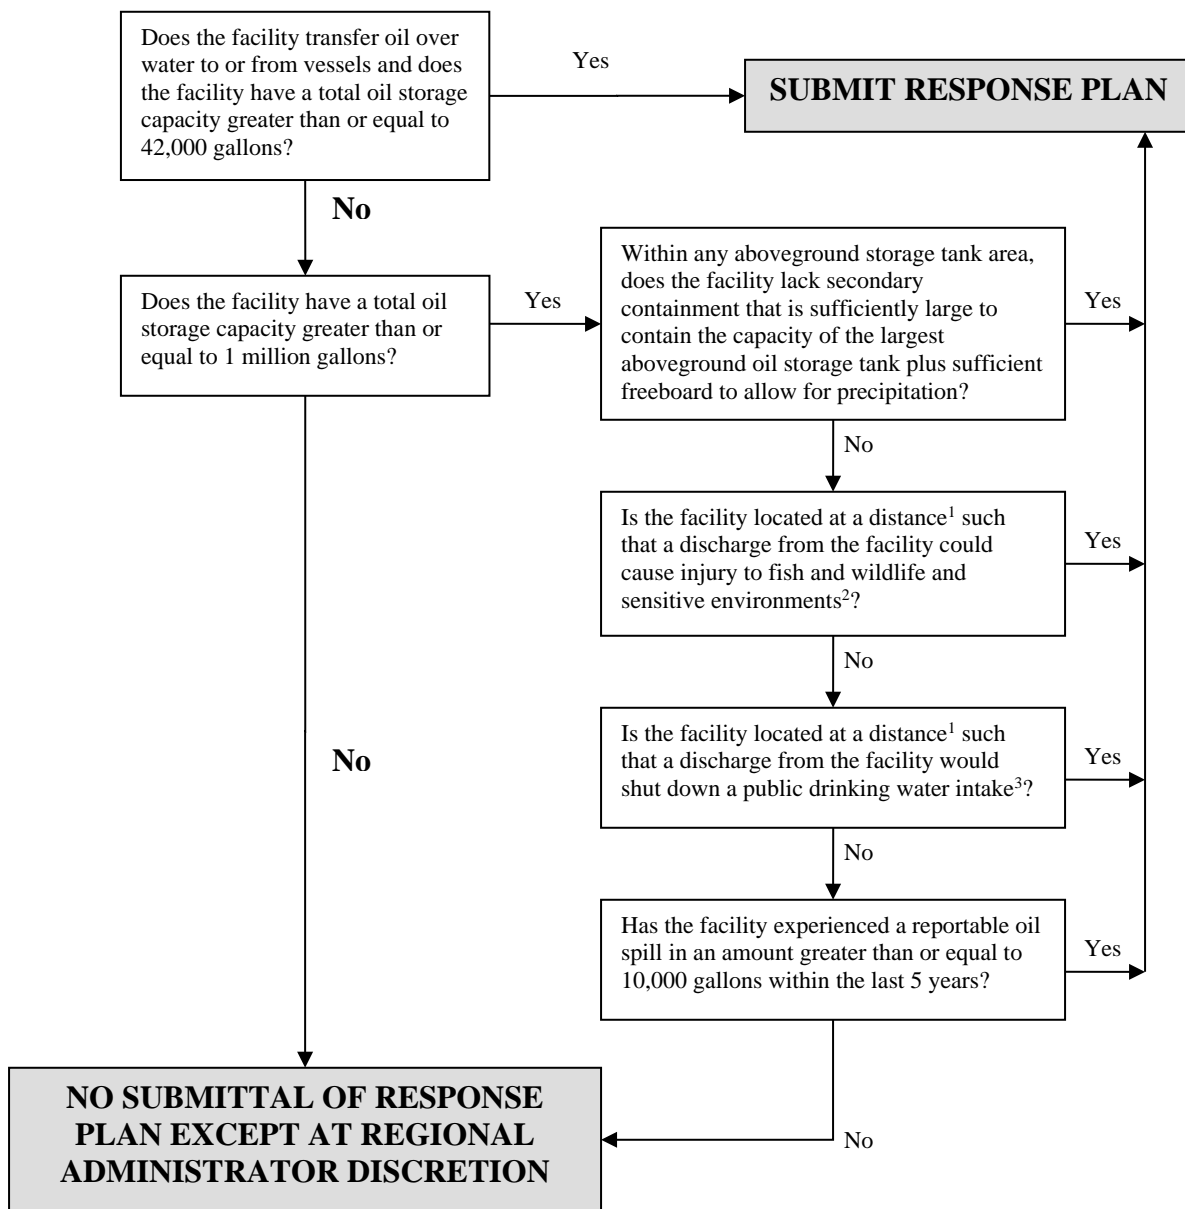 Does the facility transfer oil over
water to or from vessels and does
the facility have a total oil storage
capacity greater than or equal to
42,000 gallons?
Yes
SUBMIT RESPONSE PLAN
No
Does the facility have a total oil
storage capacity greater than or
equal to 1 million gallons?
Yes
Within any aboveground storage tank area,
does the facility lack secondary
containment that is sufficiently large to
contain the capacity of the largest
aboveground oil storage tank plus sufficient
freeboard to allow for precipitation?
Yes
No
Is the facility located at a distance¹ such
that a discharge from the facility could
cause injury to fish and wildlife and
sensitive environments²?
Yes
No
Is the facility located at a distance¹ such
that a discharge from the facility would
shut down a public drinking water intake³?
Yes
No
No
Has the facility experienced a reportable oil
spill in an amount greater than or equal to
10,000 gallons within the last 5 years?
Yes
No
NO SUBMITTAL OF RESPONSE
PLAN EXCEPT AT REGIONAL
ADMINISTRATOR DISCRETION